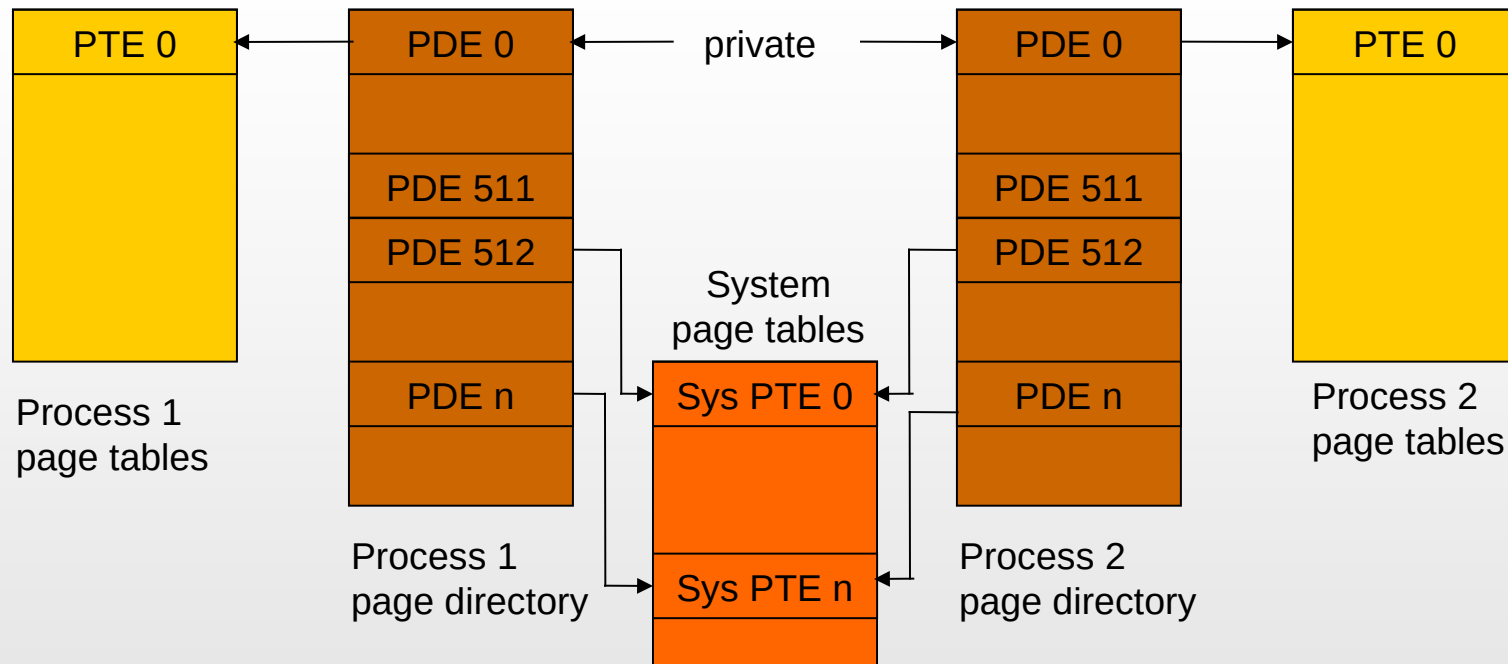 PTE 0
PDE 0
private
PDE 0
PTE 0
PDE 511
PDE 511
PDE 512
PDE 512
System
page tables
PDE n
Sys PTE 0
PDE n
Process 1
page tables
Process 2
page tables
Process 1
page directory
Sys PTE n
Process 2
page directory